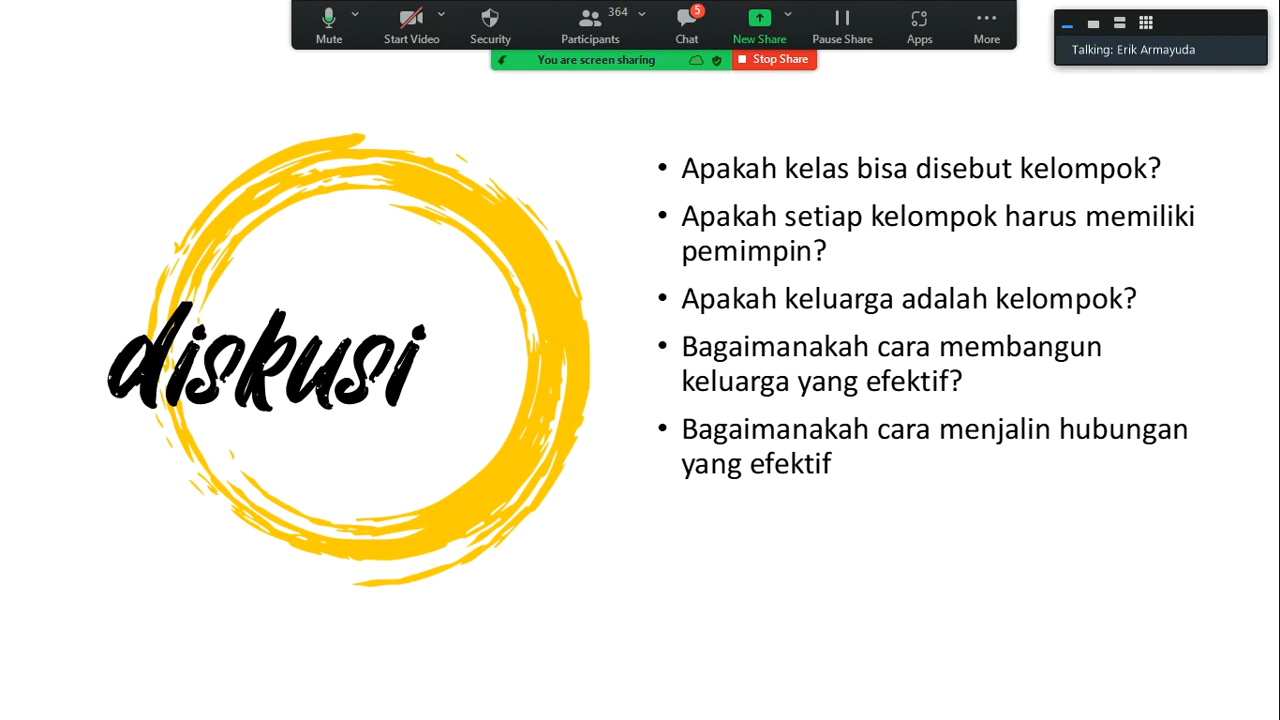 364
5
Mute
Start Video
Security
Participants
Chat
New Share
Pause Share
Apps
More
You are screen sharing
Stop Share
Talking: Erik Armayuda
diskusi
• Apakah kelas bisa disebut kelompok?
• Apakah setiap kelompok harus memiliki
pemimpin?
• Apakah keluarga adalah kelompok?
• Bagaimanakah cara membangun
keluarga yang efektif?
• Bagaimanakah cara menjalin hubungan
yang efektif